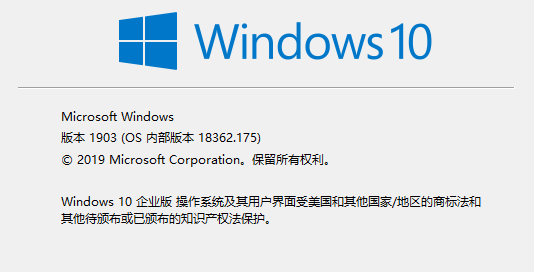 Windows 10
Microsoft Windows
版本 1903 (OS 内部版本 18362.175)
© 2019 Microsoft Corporation。保留所有权利。
Windows 10 企业版 操作系统及其用户界面受美国和其他国家/地区的商标法和
其他待颁布或已颁布的知识产权法保护。